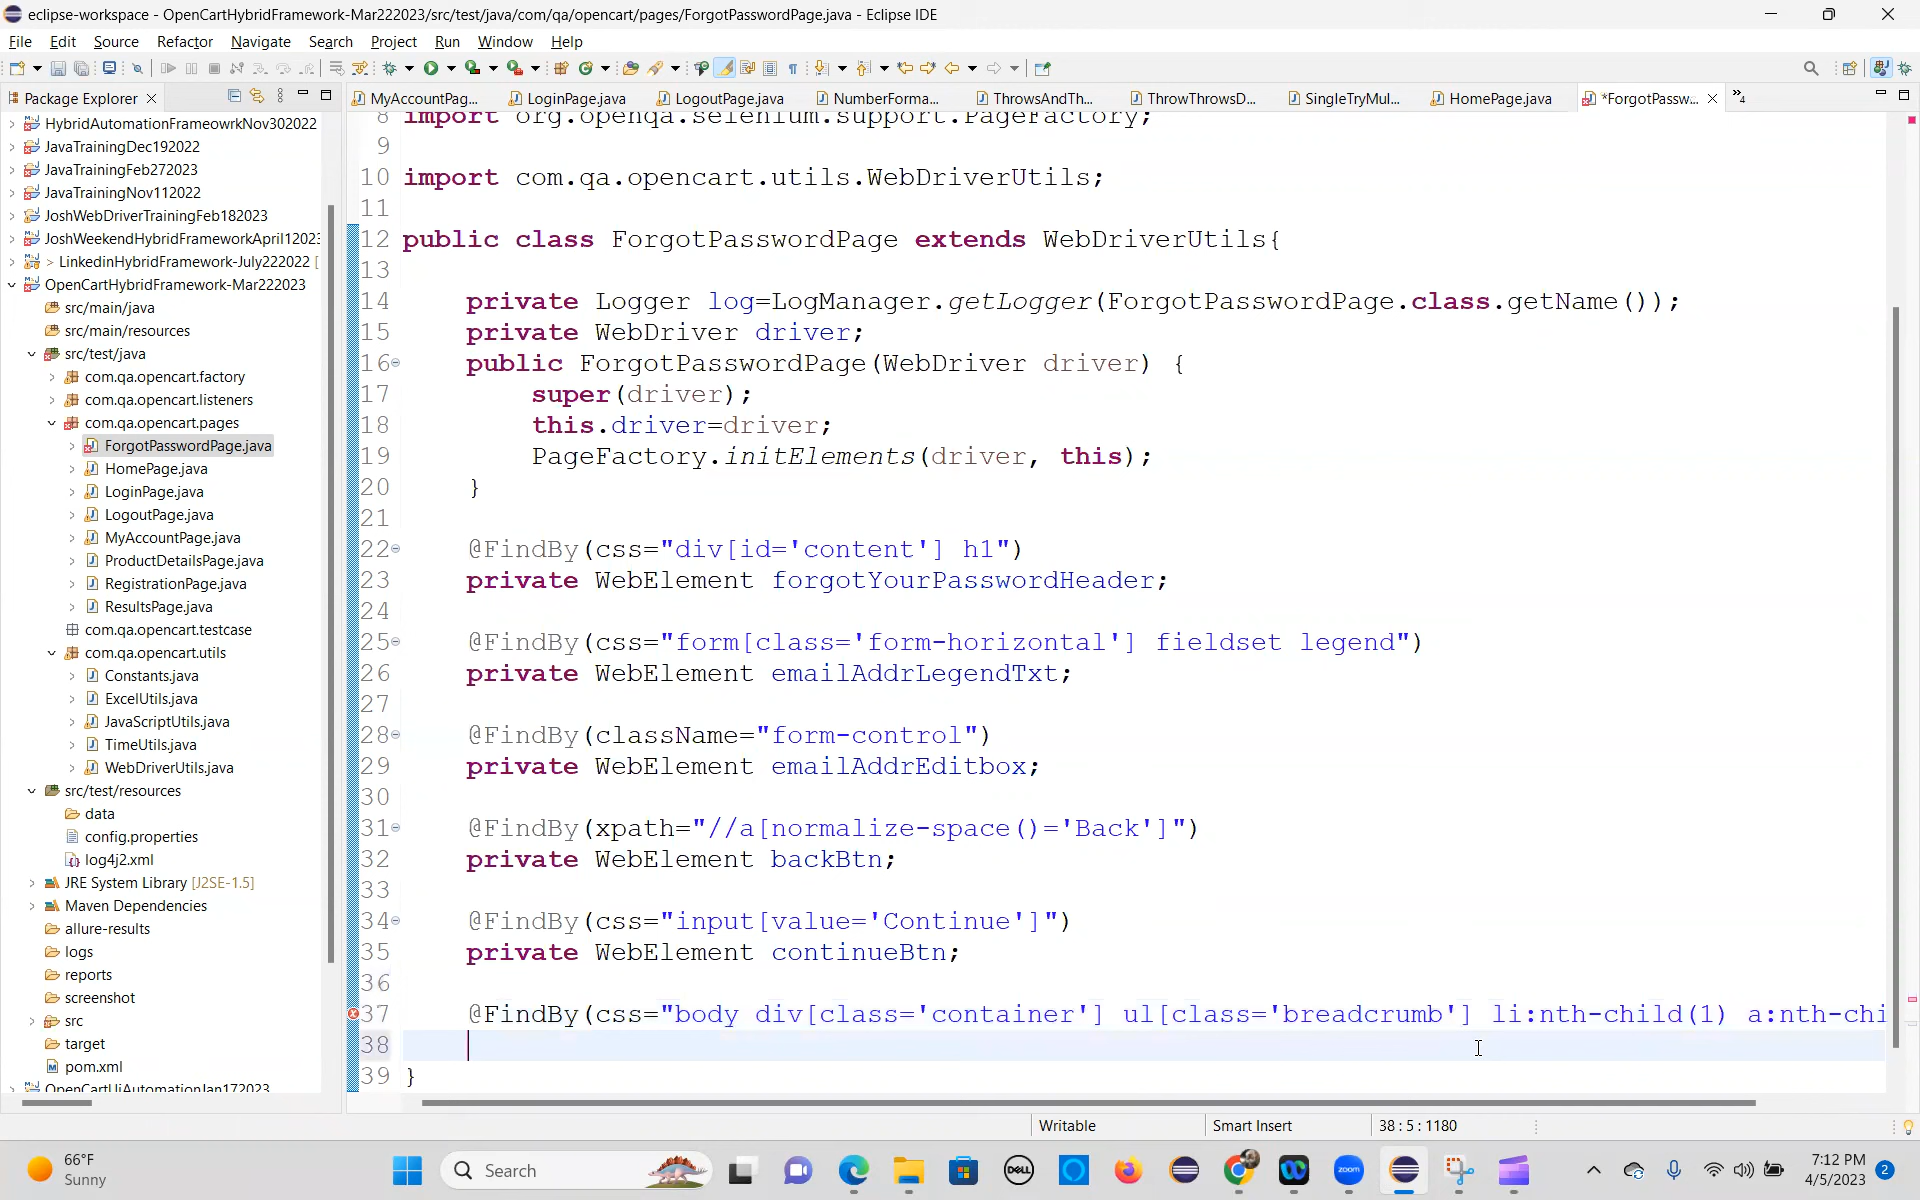 eclipse-workspace - OpenCartHybridFramework-Mar222023/src/test/java/com/qa/opencart/pages/ForgotPasswordPage.java - Eclipse IDE
File Edit Source Refactor Navigate Search Project Run Window Help
Package Explorer
MyAccountPag... LoginPage.java LogoutPage.java NumberForma... ThrowsAndTh... ThrowThrowsD... SingleTryMul... HomePage.java *ForgotPassw... »4
HybridAutomationFrameowrkNov302022
JavaTrainingDec192022
JavaTrainingFeb272023
JavaTrainingNov112022
JoshWebDriverTrainingFeb182023
JoshWeekendHybridFrameworkApril12023
> LinkedinHybridFramework-July222022 [
OpenCartHybridFramework-Mar222023
src/main/java
src/main/resources
src/test/java
com.qa.opencart.factory
com.qa.opencart.listeners
com.qa.opencart.pages
ForgotPasswordPage.java
HomePage.java
LoginPage.java
LogoutPage.java
MyAccountPage.java
ProductDetailsPage.java
RegistrationPage.java
ResultsPage.java
com.qa.opencart.testcase
com.qa.opencart.utils
Constants.java
ExcelUtils.java
JavaScriptUtils.java
TimeUtils.java
WebDriverUtils.java
src/test/resources
data
config.properties
log4j2.xml
JRE System Library [J2SE-1.5]
Maven Dependencies
allure-results
logs
reports
screenshot
src
target
pom.xml
OpenCartUiAutomationJan172023
8 import org.openqa.selenium.support.PageFactory;
9
10 import com.qa.opencart.utils.WebDriverUtils;
11
12 public class ForgotPasswordPage extends WebDriverUtils{
13
14 private Logger log=LogManager.getLogger(ForgotPasswordPage.class.getName());
15 private WebDriver driver;
16 public ForgotPasswordPage(WebDriver driver) {
17 super(driver);
18 this.driver=driver;
19 PageFactory.initElements(driver, this);
20 }
21
22 @FindBy(css="div[id='content'] h1")
23 private WebElement forgotYourPasswordHeader;
24
25 @FindBy(css="form[class='form-horizontal'] fieldset legend")
26 private WebElement emailAddrLegendTxt;
27
28 @FindBy(className="form-control")
29 private WebElement emailAddrEditbox;
30
31 @FindBy(xpath="//a[normalize-space()='Back']")
32 private WebElement backBtn;
33
34 @FindBy(css="input[value='Continue']")
35 private WebElement continueBtn;
36
37 @FindBy(css="body div[class='container'] ul[class='breadcrumb'] li:nth-child(1) a:nth-chi
38
39 }
Writable Smart Insert 38 : 5 : 1180
66°F
Sunny
Search
DELL
zoom
7:12 PM
4/5/2023
2